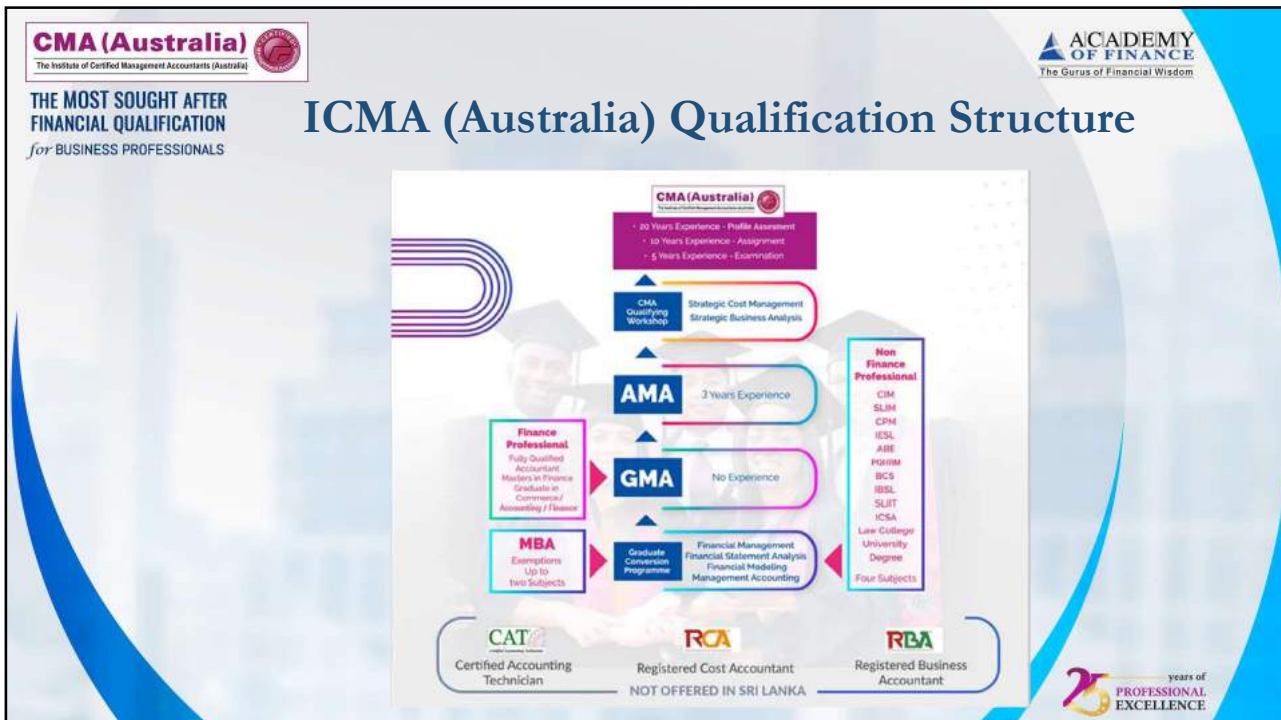 CMA (Australia)
The Institute of Certified Management Accountants (Australia)
THE MOST SOUGHT AFTER
FINANCIAL QUALIFICATION
for BUSINESS PROFESSIONALS
ACADEMY
OF FINANCE
The Gurus of Financial Wisdom
ICMA (Australia) Qualification Structure
CMA (Australia)
• 20 Years Experience - Profile Assesment
• 10 Years Experience - Assignment
• 5 Years Experience - Examination
CMA
Qualifying
Workshop
Strategic Cost Management
Strategic Business Analysis
AMA
3 Years Experience
Finance
Professional
Fully Qualified
Accountant
Masters in Finance
Graduate in
Commerce /
Accounting / Finance
GMA
No Experience
MBA
Exemptions
Up to
two Subjects
Graduate
Conversion
Programme
Financial Management
Financial Statement Analysis
Financial Modeling
Management Accounting
Non
Finance
Professional
CIM
SLIM
CPM
IESL
ABE
PGHRM
BCS
IBSL
SLIIT
ICSA
Law College
University
Degree
Four Subjects
CAT
Certified Accounting
Technician
RCA
Registered Cost Accountant
RBA
Registered Business
Accountant
NOT OFFERED IN SRI LANKA
25 years of
PROFESSIONAL
EXCELLENCE